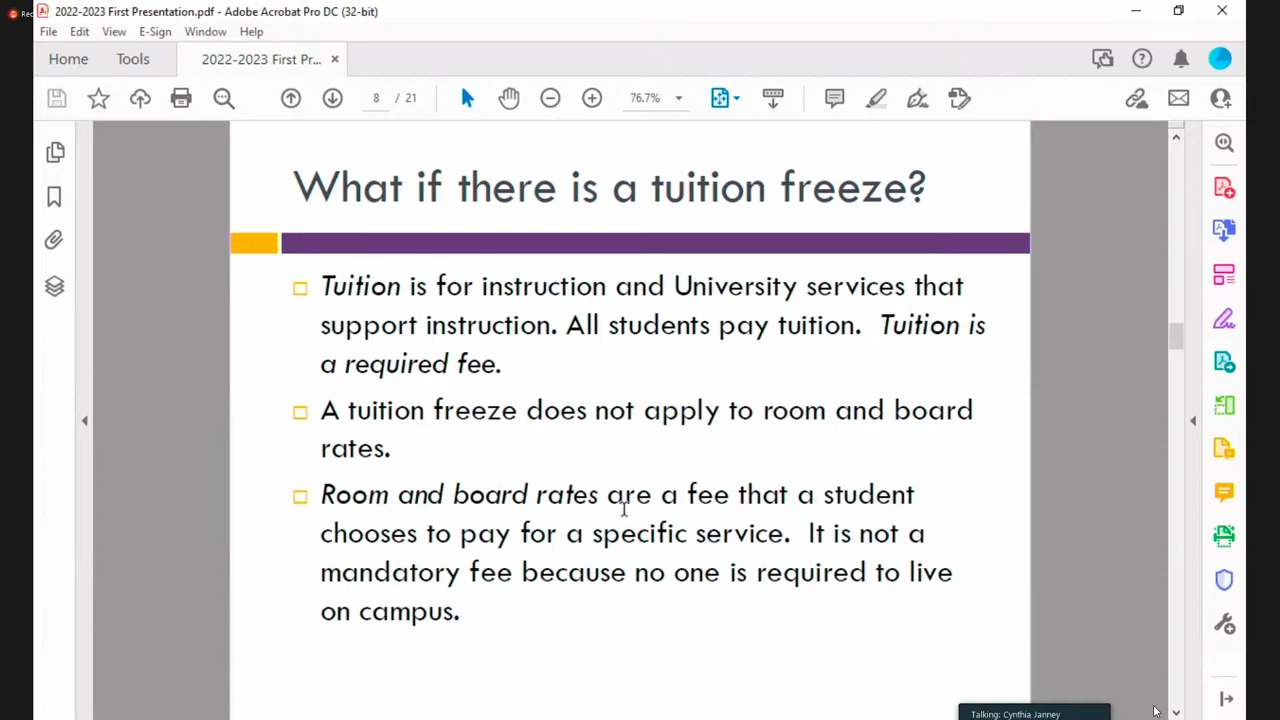 Rec
2022-2023 First Presentation.pdf - Adobe Acrobat Pro DC (32-bit)
File Edit View E-Sign Window Help
Home Tools 2022-2023 First Pr...
8 / 21 76.7%
What if there is a tuition freeze?
Tuition is for instruction and University services that
support instruction. All students pay tuition. Tuition is
a required fee.
A tuition freeze does not apply to room and board
rates.
Room and board rates are a fee that a student
chooses to pay for a specific service. It is not a
mandatory fee because no one is required to live
on campus.
Talking: Cynthia Janney